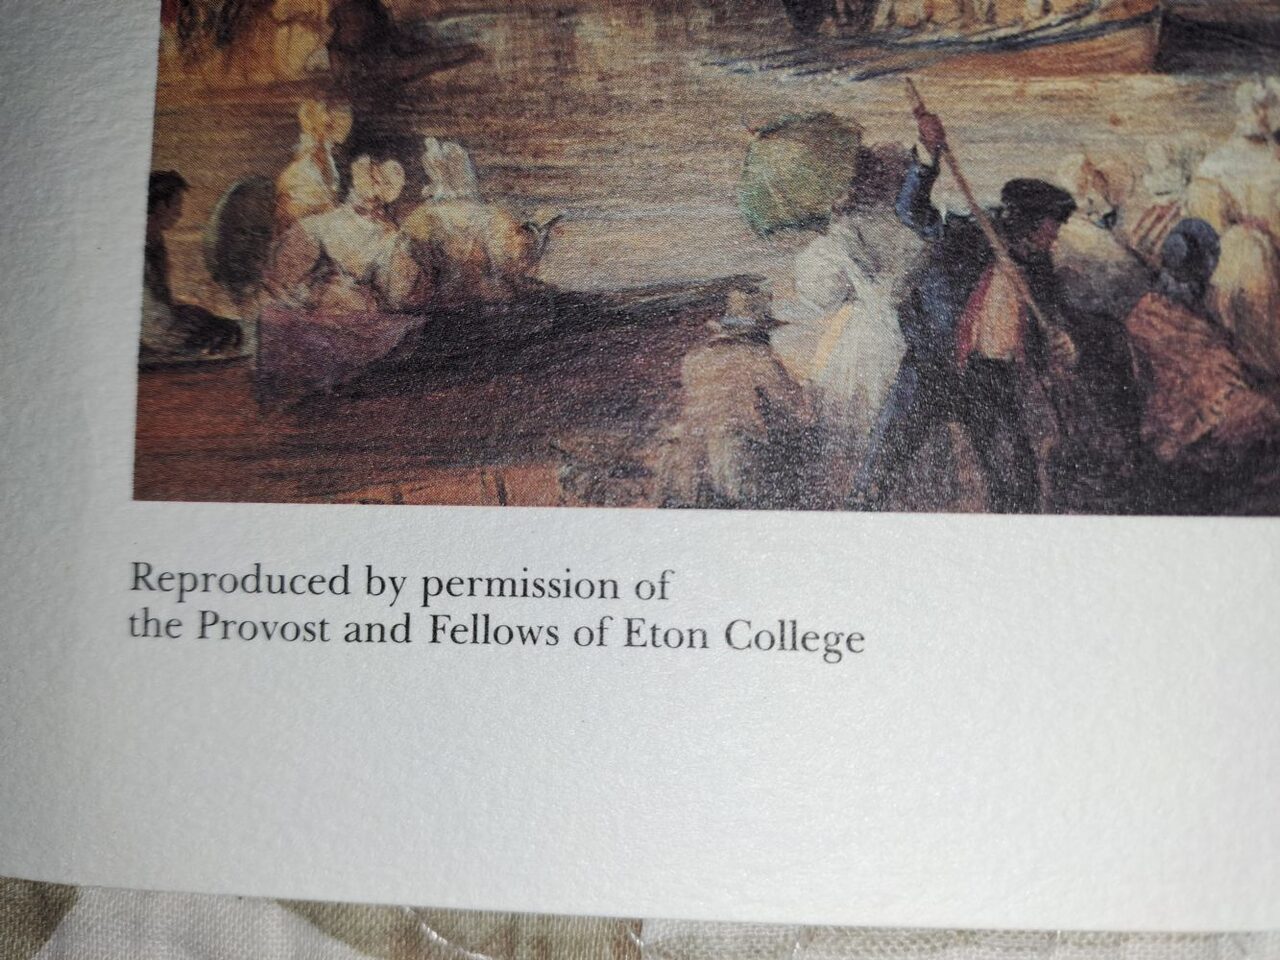 Reproduced by permission of
the Provost and Fellows of Eton College